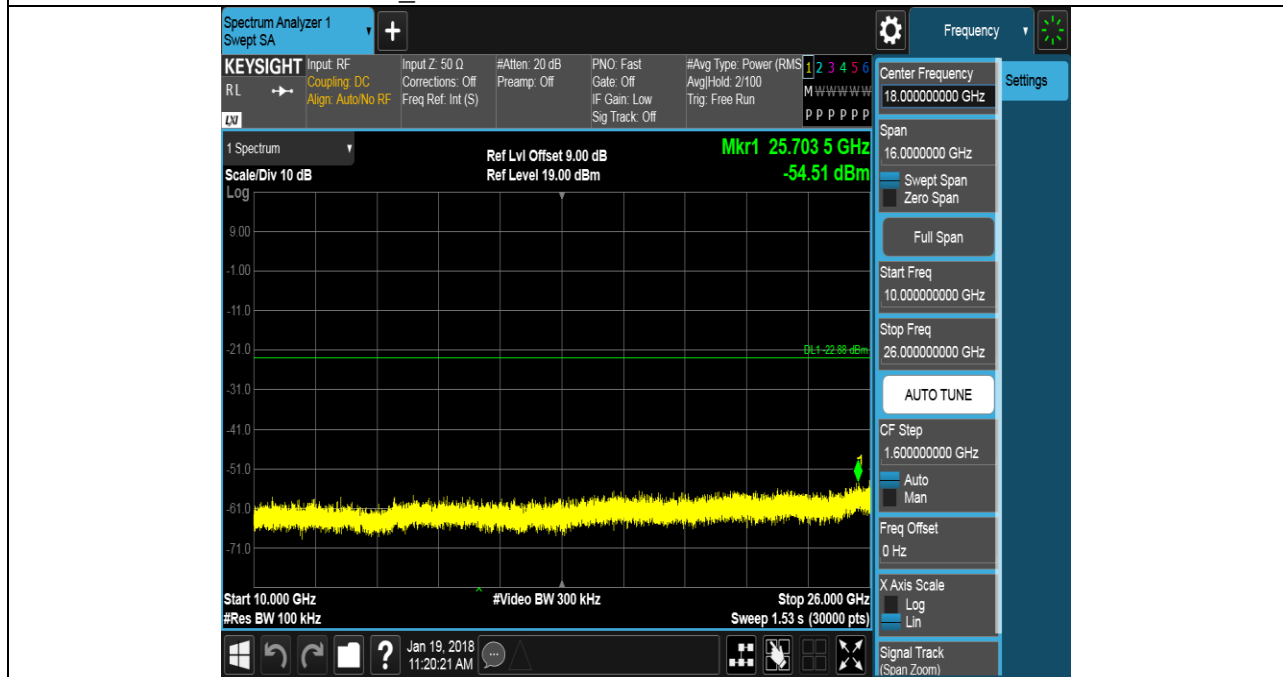 Spectrum Analyzer 1
Swept SA
Frequency
KEYSIGHT
RL
LXI
Input: RF
Coupling: DC
Align: Auto/No RF
Input Z: 50 Ω
Corrections: Off
Freq Ref: Int (S)
#Atten: 20 dB
Preamp: Off
PNO: Fast
Gate: Off
IF Gain: Low
Sig Track: Off
#Avg Type: Power (RMS
Avg|Hold: 2/100
Trig: Free Run
1 2 3 4 5 6
M W W W W W
P P P P P P
1 Spectrum
Scale/Div 10 dB
Ref Lvl Offset 9.00 dB
Ref Level 19.00 dBm
Mkr1 25.703 5 GHz
-54.51 dBm
Log
9.00
-1.00
-11.0
-21.0
DL1 -22.88 dBm
-31.0
-41.0
-51.0
1
-61.0
-71.0
Start 10.000 GHz
#Res BW 100 kHz
#Video BW 300 kHz
Stop 26.000 GHz
Sweep 1.53 s (30000 pts)
Center Frequency
18.000000000 GHz
Settings
Span
16.0000000 GHz
Swept Span
Zero Span
Full Span
Start Freq
10.000000000 GHz
Stop Freq
26.000000000 GHz
AUTO TUNE
CF Step
1.600000000 GHz
Auto
Man
Freq Offset
0 Hz
X Axis Scale
Log
Lin
Signal Track
(Span Zoom)
?
Jan 19, 2018
11:20:21 AM